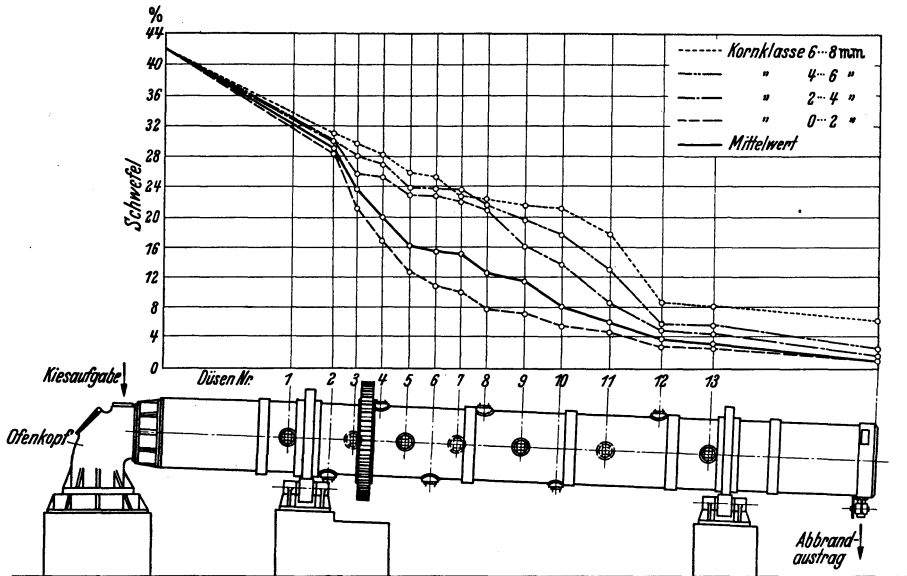 %
44
40
36
32
28
24
20
16
12
8
4
0
Schwefel
Kornklasse 6···8 mm
" 4···6 "
" 2···4 "
" 0···2 "
Mittelwert
Kiesaufgabe
Düsen Nr. 1 2 3 4 5 6 7 8 9 10 11 12 13
Ofenkopf
Abbrand-
austrag